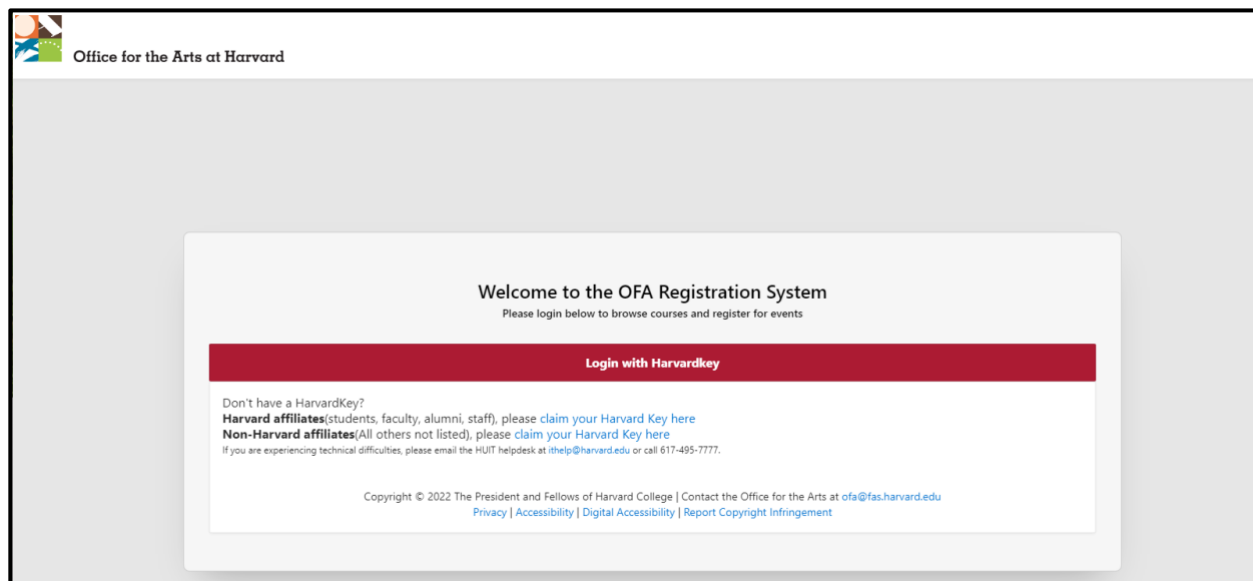 Office for the Arts at Harvard
Welcome to the OFA Registration System
Please login below to browse courses and register for events
Login with Harvardkey
Don't have a HarvardKey?
Harvard affiliates(students, faculty, alumni, staff), please claim your Harvard Key here
Non-Harvard affiliates(All others not listed), please claim your Harvard Key here
If you are experiencing technical difficulties, please email the HUIT helpdesk at ithelp@harvard.edu or call 617-495-7777.
Copyright © 2022 The President and Fellows of Harvard College | Contact the Office for the Arts at ofa@fas.harvard.edu
Privacy | Accessibility | Digital Accessibility | Report Copyright Infringement